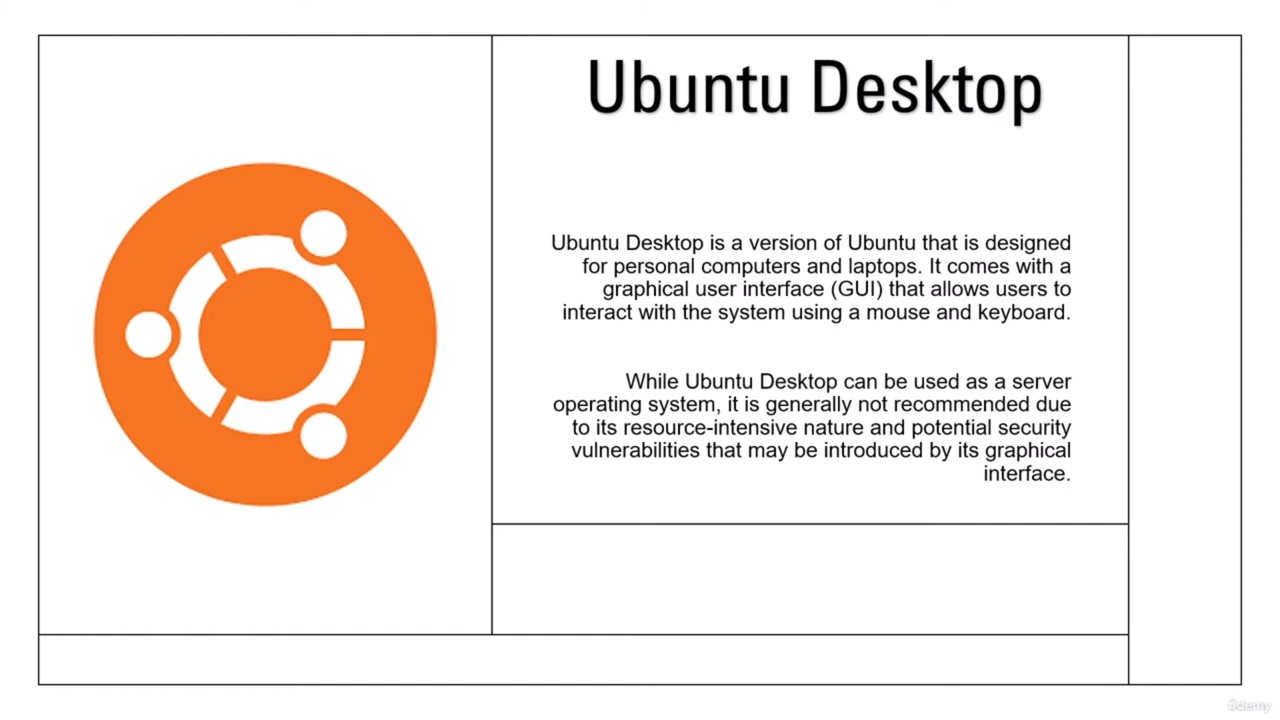 Ubuntu Desktop
Ubuntu Desktop is a version of Ubuntu that is designed
for personal computers and laptops. It comes with a
graphical user interface (GUI) that allows users to
interact with the system using a mouse and keyboard.
While Ubuntu Desktop can be used as a server
operating system, it is generally not recommended due
to its resource-intensive nature and potential security
vulnerabilities that may be introduced by its graphical
interface.
ûdemy